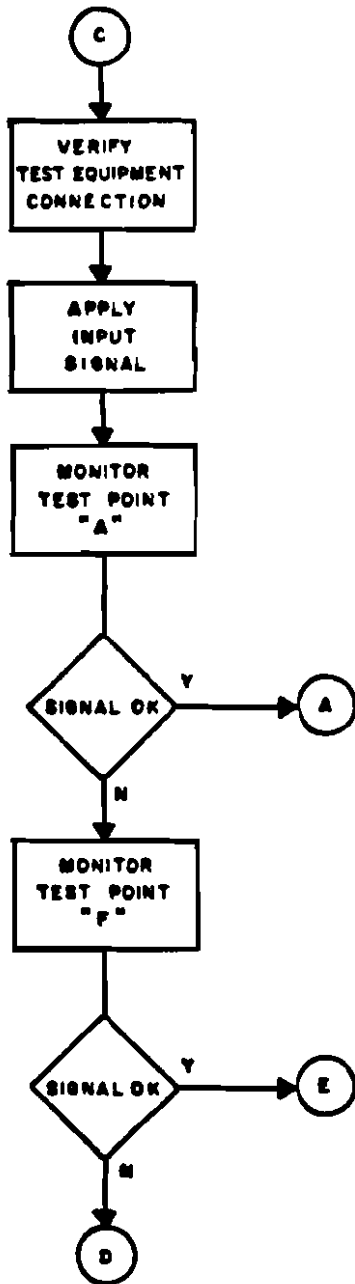 C
VERIFY
TEST EQUIPMENT
CONNECTION
APPLY
INPUT
SIGNAL
MONITOR
TEST POINT
"A"
SIGNAL OK
Y
A
N
MONITOR
TEST POINT
"F"
SIGNAL OK
Y
E
N
D